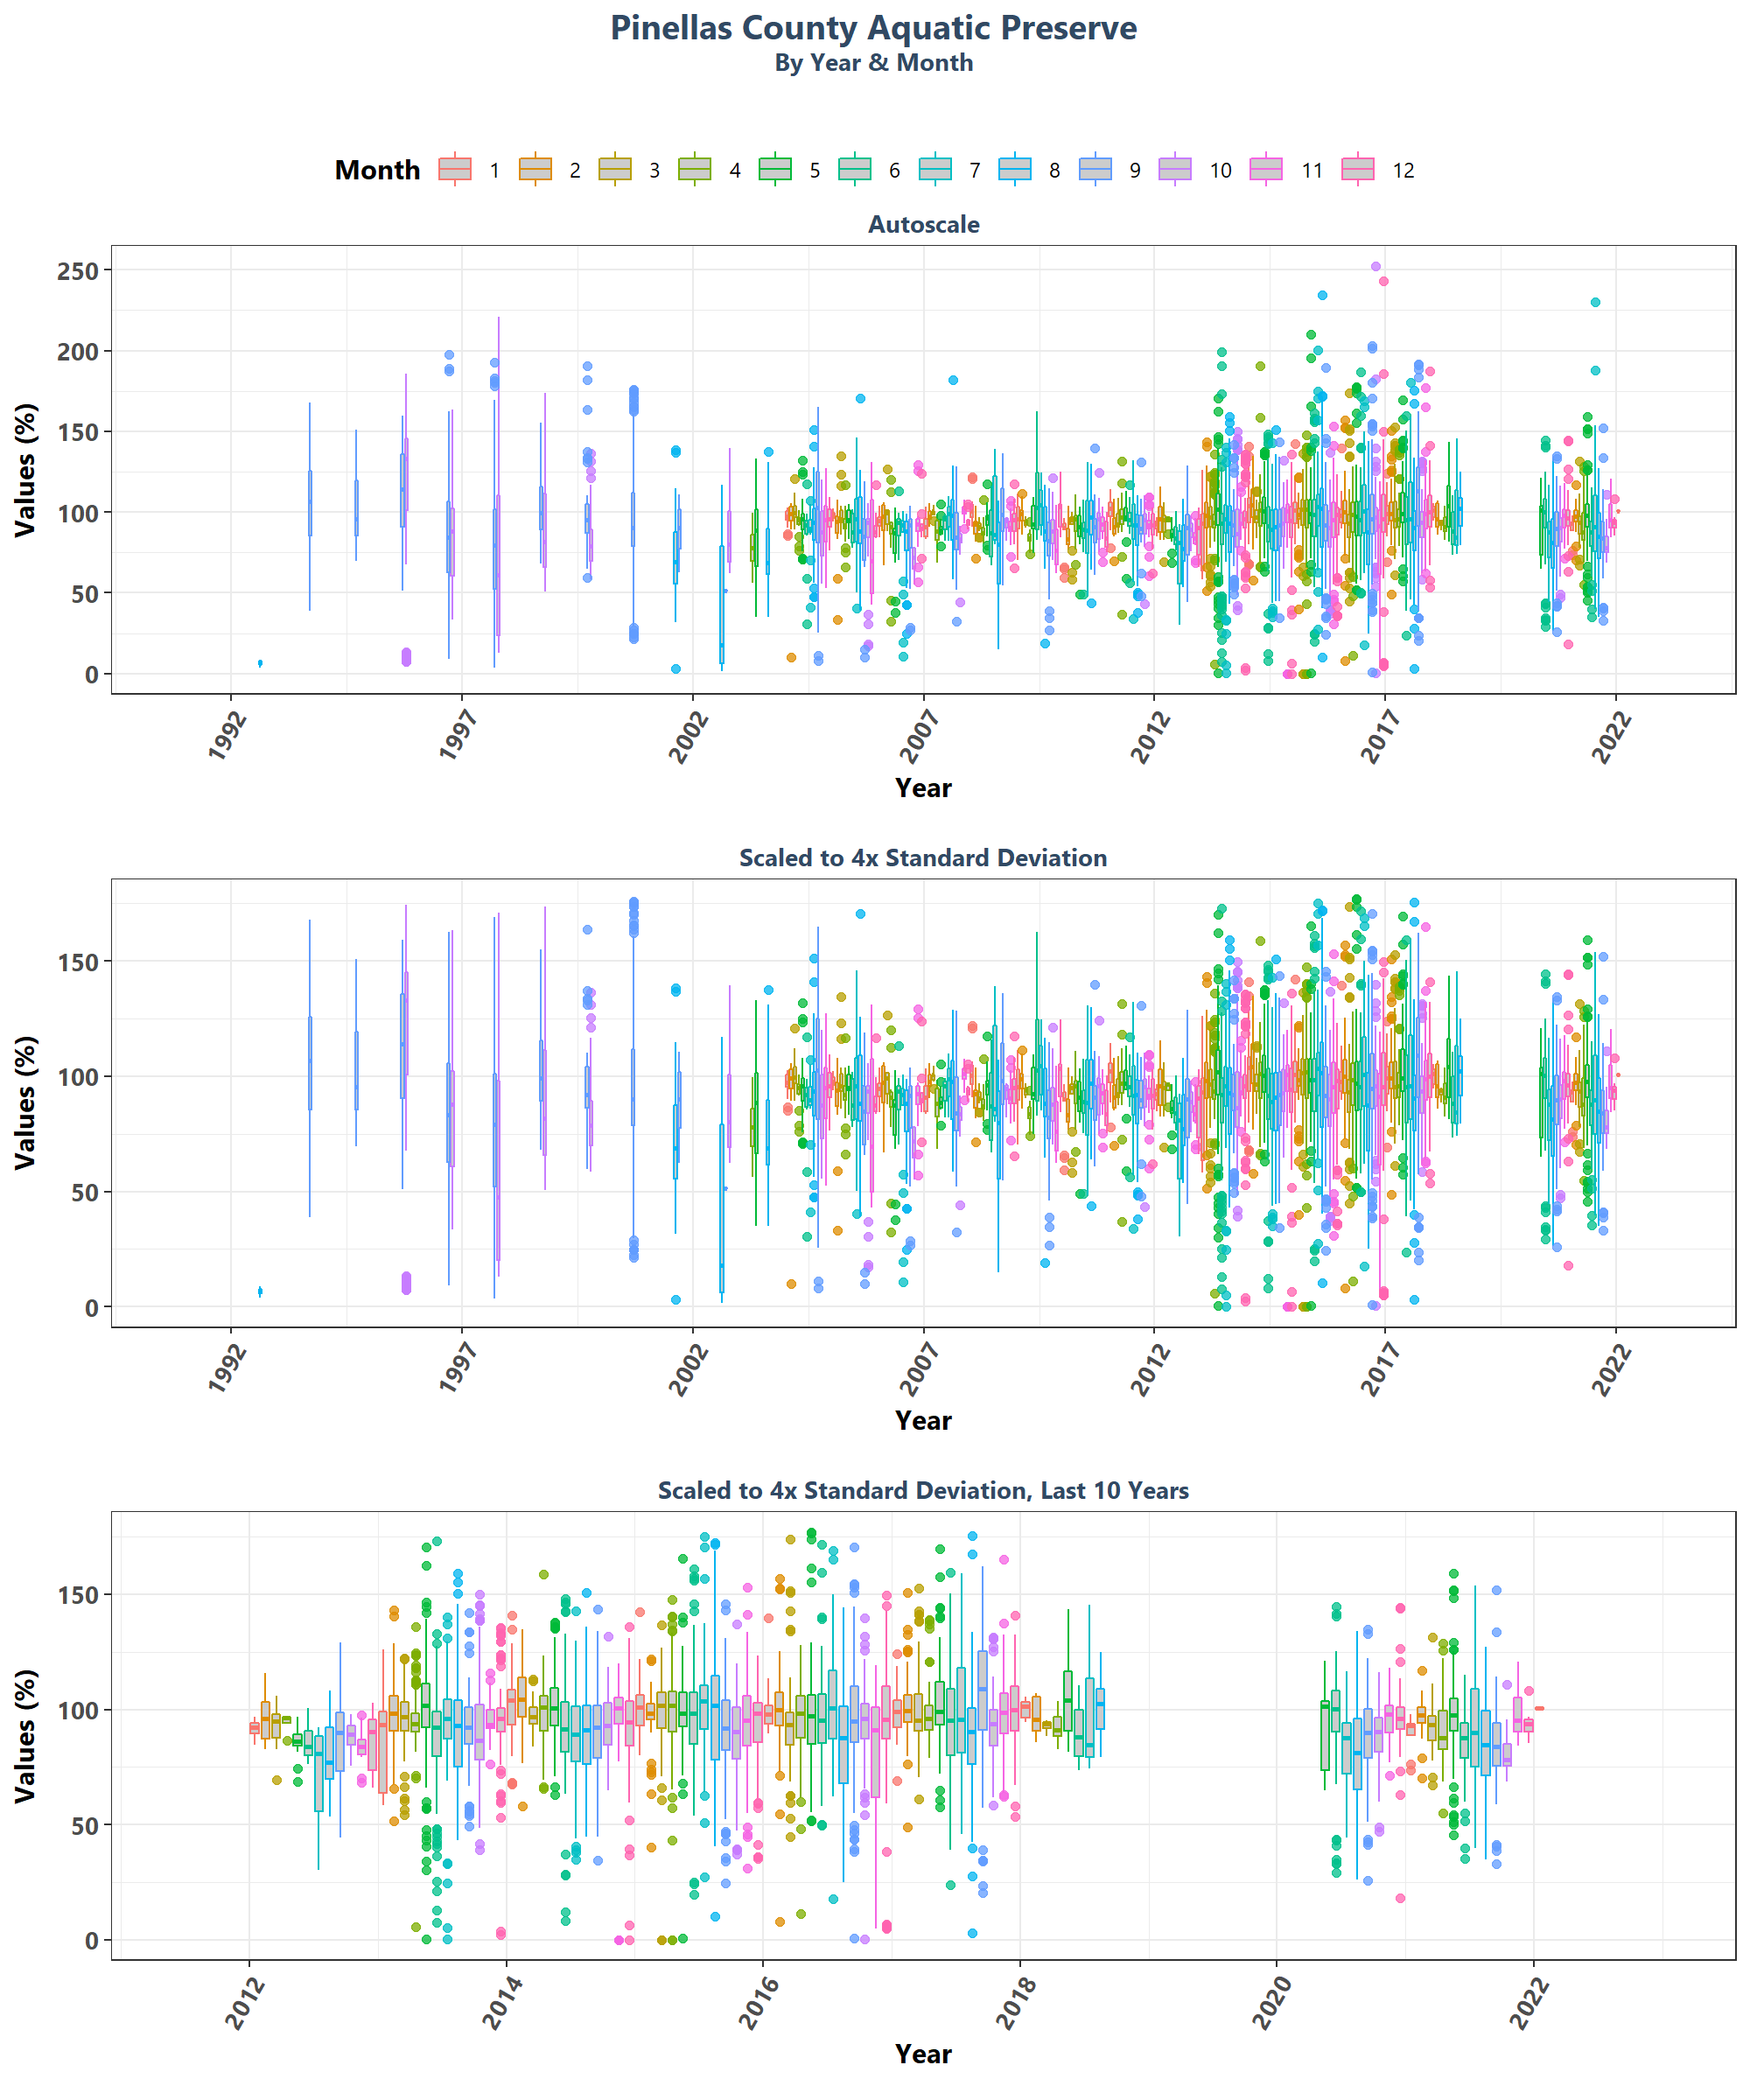 Pinellas County Aquatic Preserve
By Year & Month
Month 1 2 3 4 5 6 7 8 9 10 11 12
Autoscale
Values (%)
250
200
150
100
50
0
1992 1997 2002 2007 2012 2017 2022
Year
Scaled to 4x Standard Deviation
Values (%)
150
100
50
0
1992 1997 2002 2007 2012 2017 2022
Year
Scaled to 4x Standard Deviation, Last 10 Years
Values (%)
150
100
50
0
2012 2014 2016 2018 2020 2022
Year